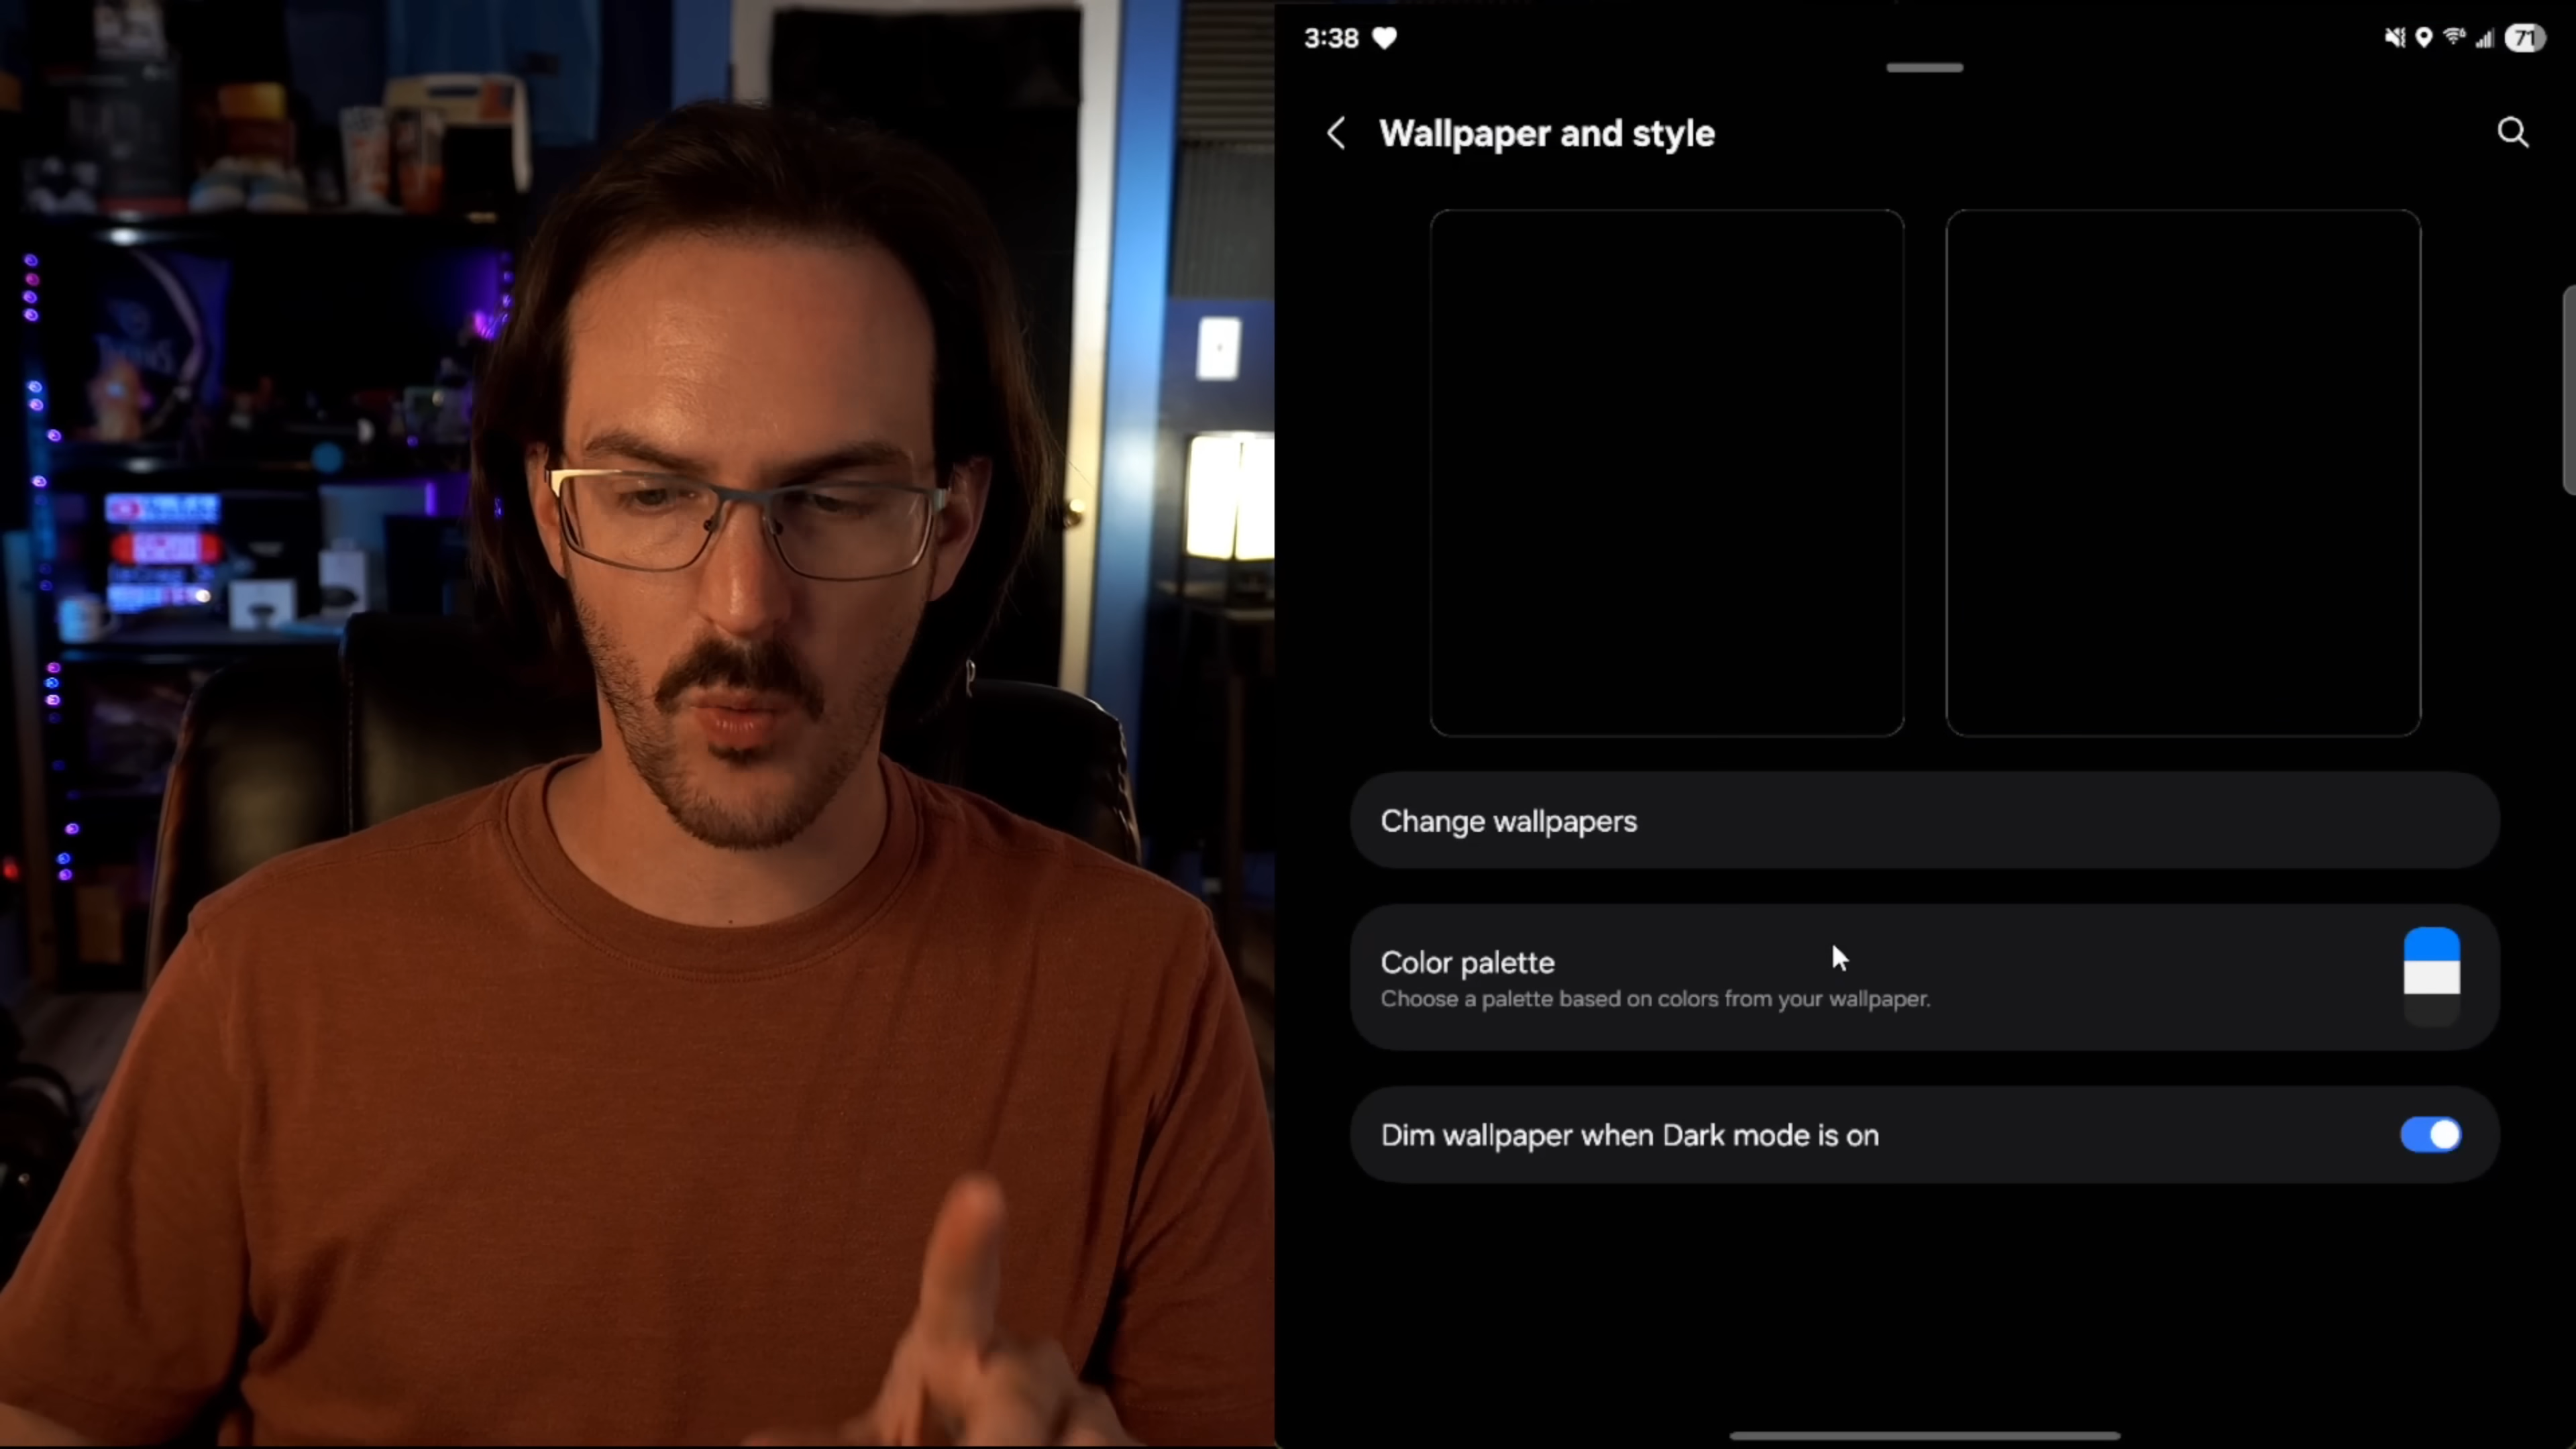 3:38
71
Wallpaper and style
Change wallpapers
Color palette
Choose a palette based on colors from your wallpaper.
Dim wallpaper when Dark mode is on